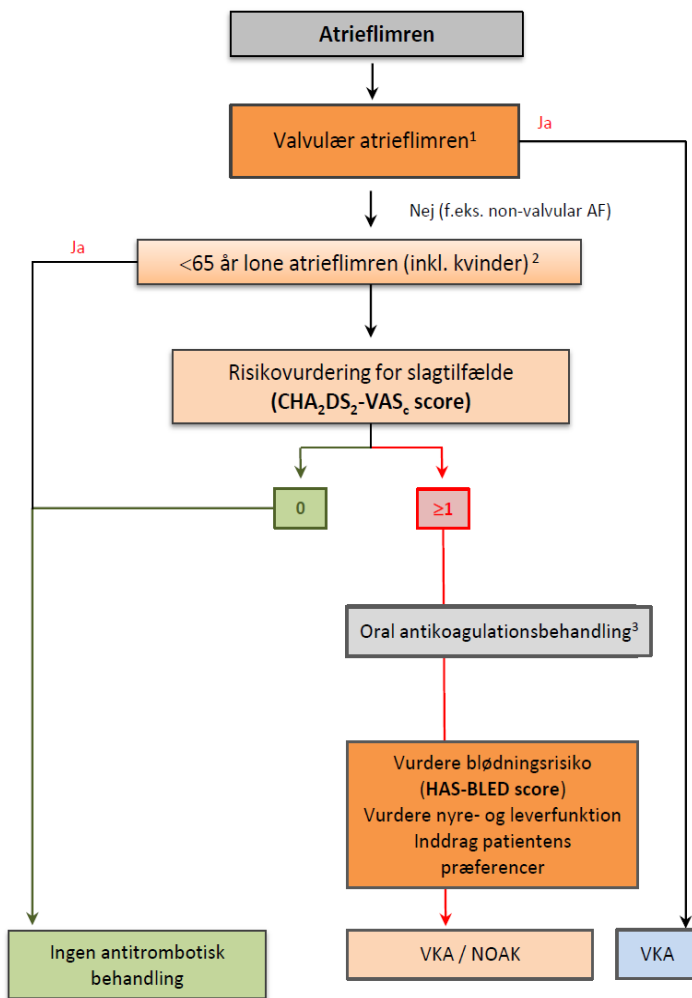 Atrieflimren
Valvulær atrieflimren¹
Ja
Nej (f.eks. non-valvular AF)
Ja
<65 år lone atrieflimren (inkl. kvinder) ²
Risikovurdering for slagtilfælde
(CHA₂DS₂-VASc score)
0
≥1
Oral antikoagulationsbehandling³
Vurdere blødningsrisiko
(HAS-BLED score)
Vurdere nyre- og leverfunktion
Inddrag patientens
præferencer
Ingen antitrombotisk
behandling
VKA / NOAK
VKA